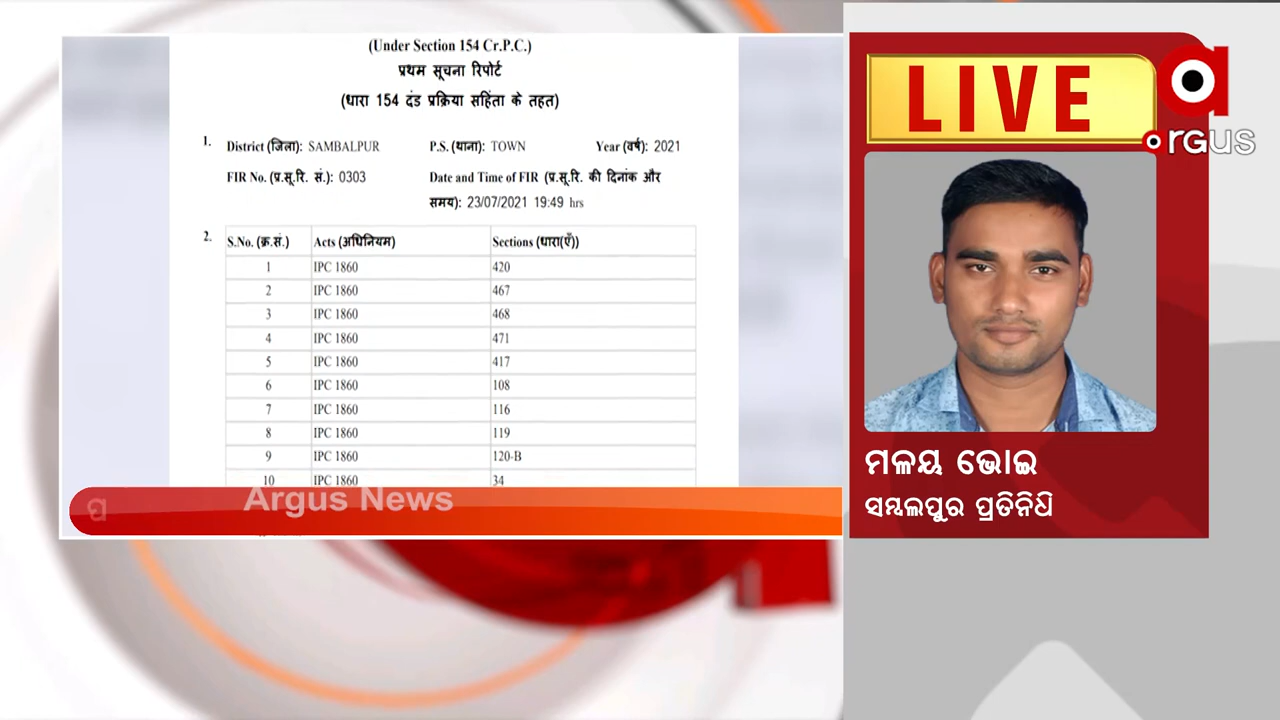 (Under Section 154 Cr.P.C.)
प्रथम सूचना रिपोर्ट
(धारा 154 दंड प्रक्रिया सहिंता के तहत)
1. District (जिला): SAMBALPUR P.S. (थाना): TOWN Year (वर्ष): 2021
FIR No. (प्र.सू.रि. सं.): 0303 Date and Time of FIR (प्र.सू.रि. की दिनांक और
समय): 23/07/2021 19:49 hrs
2. S.No. (क्र.सं.) Acts (अधिनियम) Sections (धारा(एँ))
1 IPC 1860 420
2 IPC 1860 467
3 IPC 1860 468
4 IPC 1860 471
5 IPC 1860 417
6 IPC 1860 108
7 IPC 1860 116
8 IPC 1860 119
9 IPC 1860 120-B
10 IPC 1860 34
Argus News
LIVE
argus
ମଳୟ ଭୋଇ
ସମ୍ବଲପୁର ପ୍ରତିନିଧି